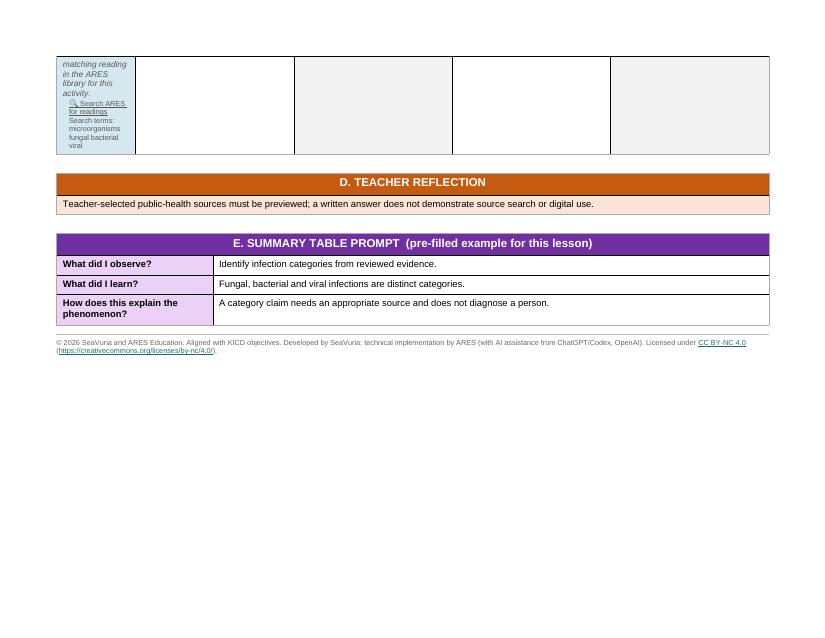 matching reading
in the ARES
library for this
activity.
🔍 Search ARES
for readings
Search terms:
microorganisms
fungal bacterial
viral
D. TEACHER REFLECTION
Teacher-selected public-health sources must be previewed; a written answer does not demonstrate source search or digital use.
E. SUMMARY TABLE PROMPT  (pre-filled example for this lesson)
What did I observe? Identify infection categories from reviewed evidence.
What did I learn? Fungal, bacterial and viral infections are distinct categories.
How does this explain the A category claim needs an appropriate source and does not diagnose a person.
phenomenon?
© 2026 SeaVuria and ARES Education. Aligned with KICD objectives. Developed by SeaVuria; technical implementation by ARES (with AI assistance from ChatGPT/Codex, OpenAI). Licensed under CC BY-NC 4.0
(https://creativecommons.org/licenses/by-nc/4.0/).